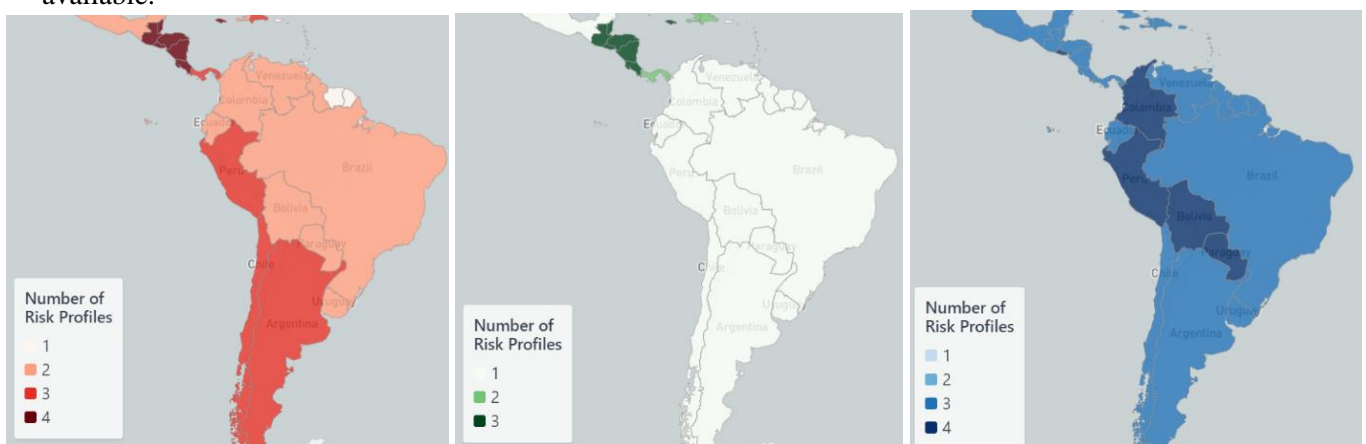 available.
Venezuela
Colombia
Ecuador
Peru
Brazil
Bolivia
Paraguay
Chile
Uruguay
Argentina
Number of
Risk Profiles
1
2
3
4
Venezuela
Colombia
Ecuador
Peru
Brazil
Bolivia
Paraguay
Chile
Uruguay
Argentina
Number of
Risk Profiles
1
2
3
Venezuela
Colombia
Ecuador
Peru
Brazil
Bolivia
Paraguay
Chile
Uruguay
Argentina
Number of
Risk Profiles
1
2
3
4